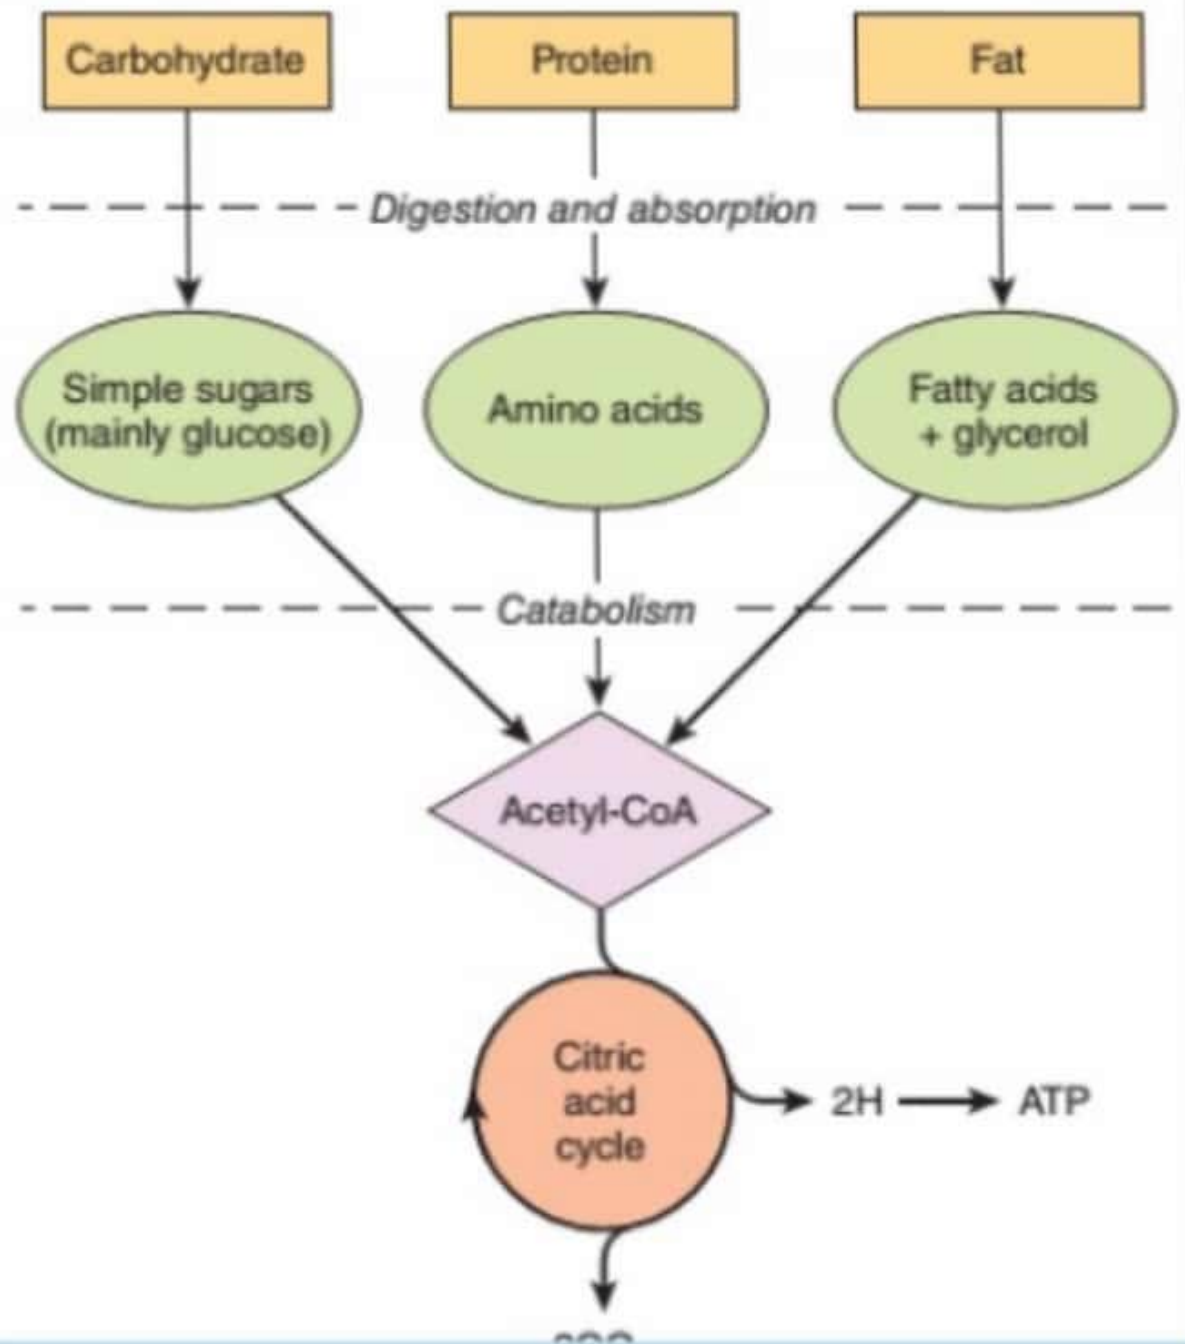 Carbohydrate
Protein
Fat
Digestion and absorption
Simple sugars
(mainly glucose)
Amino acids
Fatty acids
+ glycerol
Catabolism
Acetyl-CoA
Citric
acid
cycle
2H
ATP